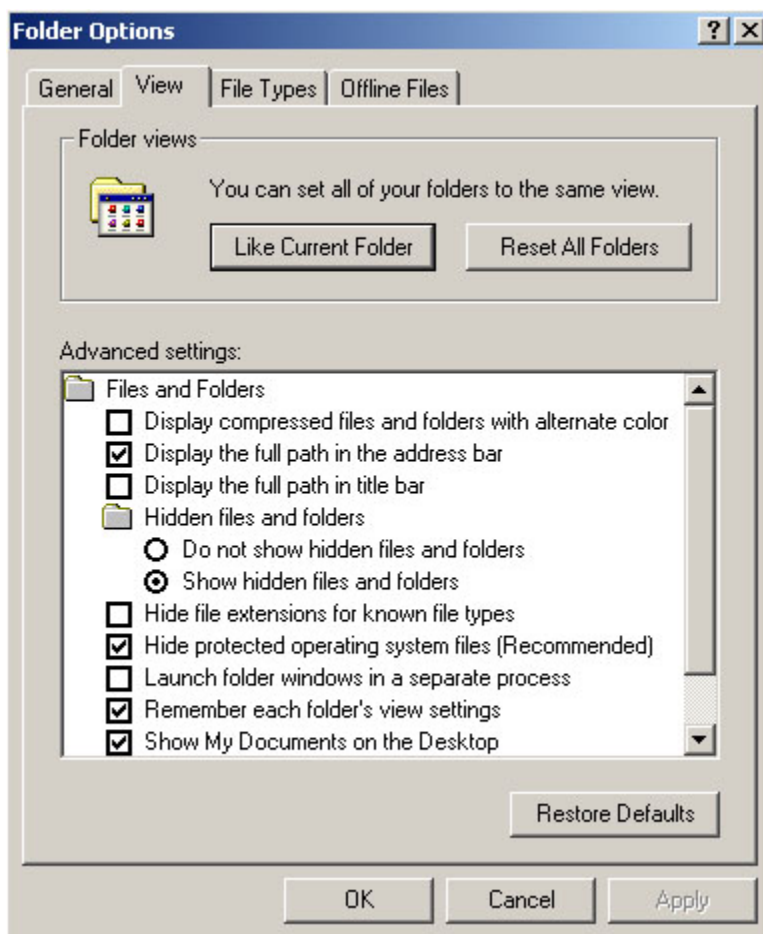 Folder Options
General View File Types Offline Files
Folder views
You can set all of your folders to the same view.
Like Current Folder Reset All Folders
Advanced settings:
Files and Folders
Display compressed files and folders with alternate color
Display the full path in the address bar
Display the full path in title bar
Hidden files and folders
Do not show hidden files and folders
Show hidden files and folders
Hide file extensions for known file types
Hide protected operating system files (Recommended)
Launch folder windows in a separate process
Remember each folder's view settings
Show My Documents on the Desktop
Restore Defaults
OK Cancel Apply